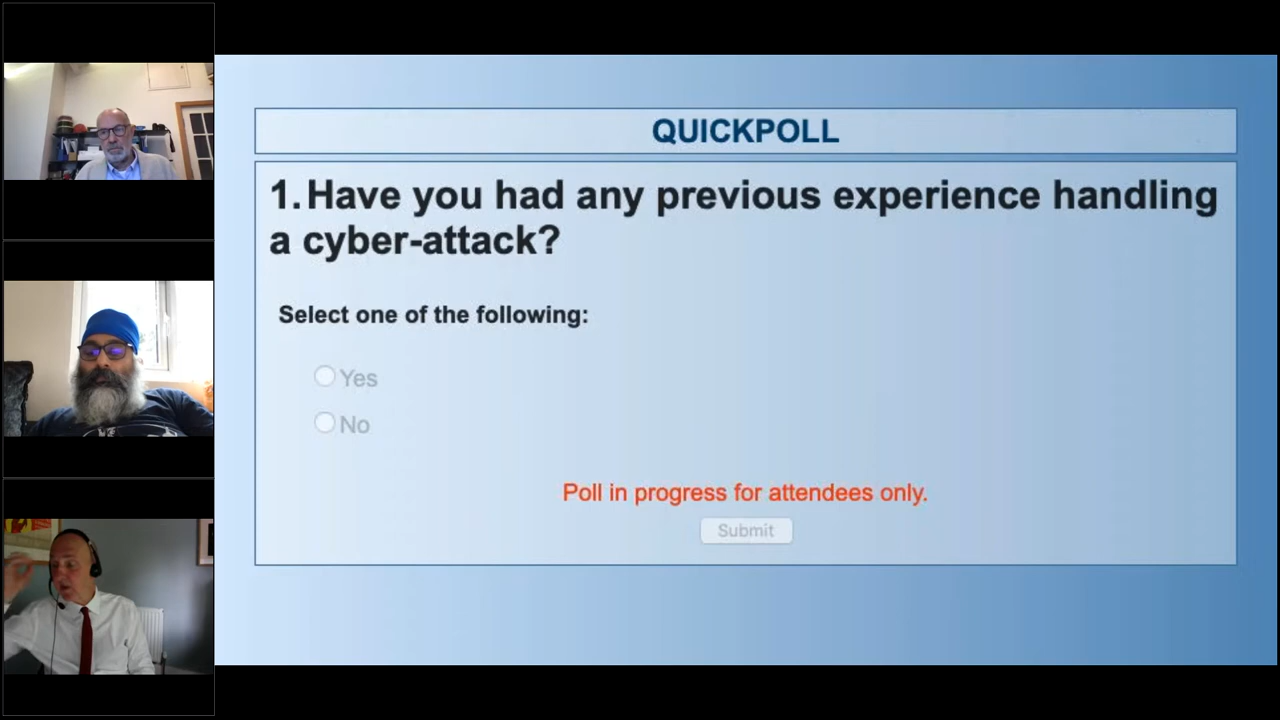 QUICKPOLL
1. Have you had any previous experience handling
a cyber-attack?
Select one of the following:
Yes
No
Poll in progress for attendees only.
Submit